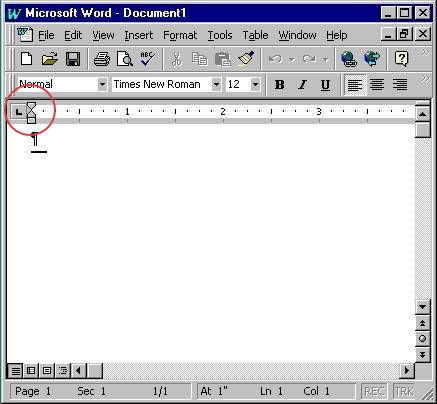 Microsoft Word - Document1
File Edit View Insert Format Tools Table Window Help
ABC
Normal Times New Roman 12 B I U
L 1 2 3
¶
Page 1 Sec 1 1/1 At 1" Ln 1 Col 1 REC TRK